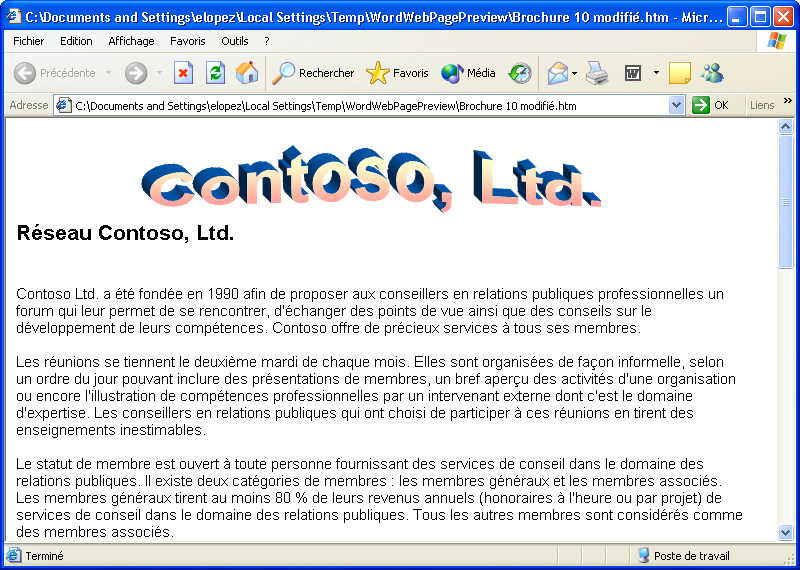 C:\Documents and Settings\elopez\Local Settings\Temp\WordWebPagePreview\Brochure 10 modifié.htm - Micr...
Fichier Edition Affichage Favoris Outils ?
Précédente Rechercher Favoris Média
Adresse C:\Documents and Settings\elopez\Local Settings\Temp\WordWebPagePreview\Brochure 10 modifié.htm OK Liens »
Contoso, Ltd.
Réseau Contoso, Ltd.
Contoso Ltd. a été fondée en 1990 afin de proposer aux conseillers en relations publiques professionnelles un
forum qui leur permet de se rencontrer, d'échanger des points de vue ainsi que des conseils sur le
développement de leurs compétences. Contoso offre de précieux services à tous ses membres.
Les réunions se tiennent le deuxième mardi de chaque mois. Elles sont organisées de façon informelle, selon
un ordre du jour pouvant inclure des présentations de membres, un bref aperçu des activités d'une organisation
ou encore l'illustration de compétences professionnelles par un intervenant externe dont c'est le domaine
d'expertise. Les conseillers en relations publiques qui ont choisi de participer à ces réunions en tirent des
enseignements inestimables.
Le statut de membre est ouvert à toute personne fournissant des services de conseil dans le domaine des
relations publiques. Il existe deux catégories de membres : les membres généraux et les membres associés.
Les membres généraux tirent au moins 80 % de leurs revenus annuels (honoraires à l'heure ou par projet) de
services de conseil dans le domaine des relations publiques. Tous les autres membres sont considérés comme
des membres associés.
Terminé Poste de travail